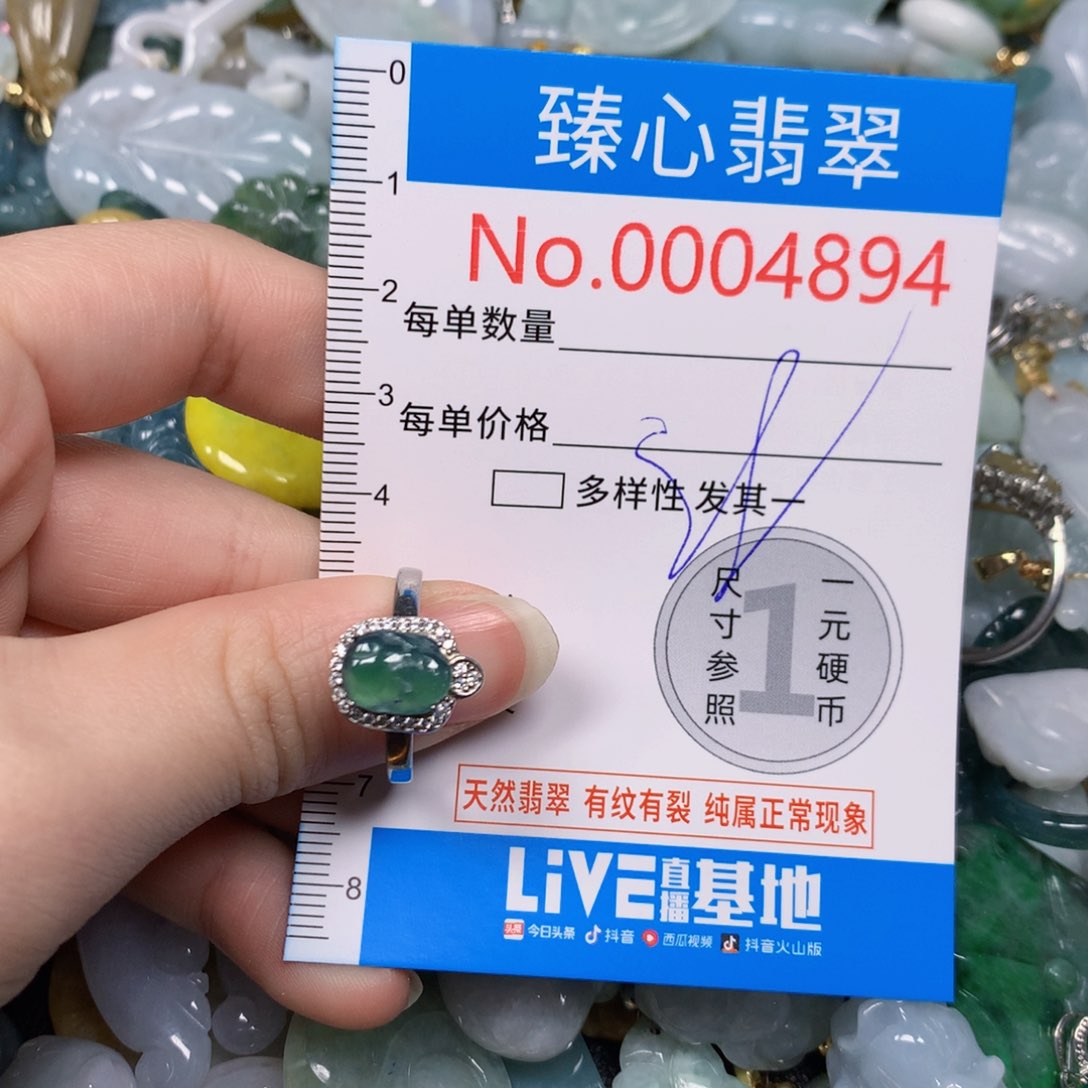 0
臻心翡翠
1
No.0004894
2
每单数量
3
每单价格
4
多样性 发其一
尺寸参照
1
一元硬币
7
天然翡翠 有纹有裂 纯属正常现象
8
LiVE直播基地
头条 今日头条 抖音 西瓜视频 抖音火山版